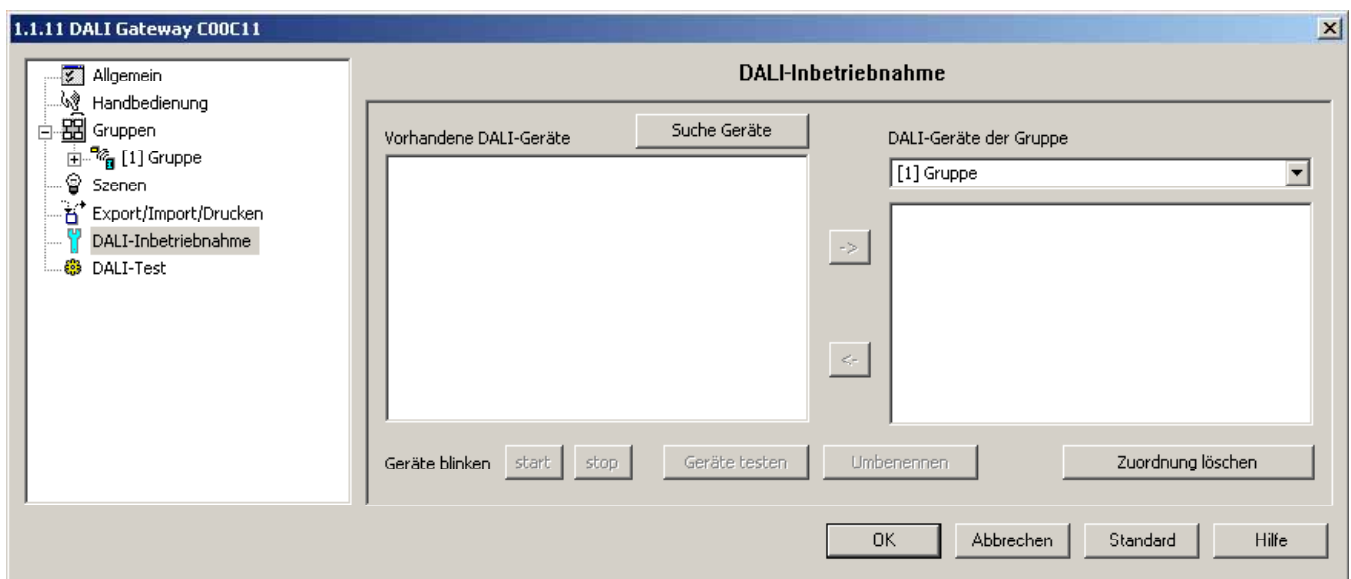 1.1.11 DALI Gateway C00C11
Allgemein
Handbedienung
Gruppen
[1] Gruppe
Szenen
Export/Import/Drucken
DALI-Inbetriebnahme
DALI-Test
DALI-Inbetriebnahme
Vorhandene DALI-Geräte
Suche Geräte
DALI-Geräte der Gruppe
[1] Gruppe
->
<-
Geräte blinken
start
stop
Geräte testen
Umbenennen
Zuordnung löschen
OK
Abbrechen
Standard
Hilfe